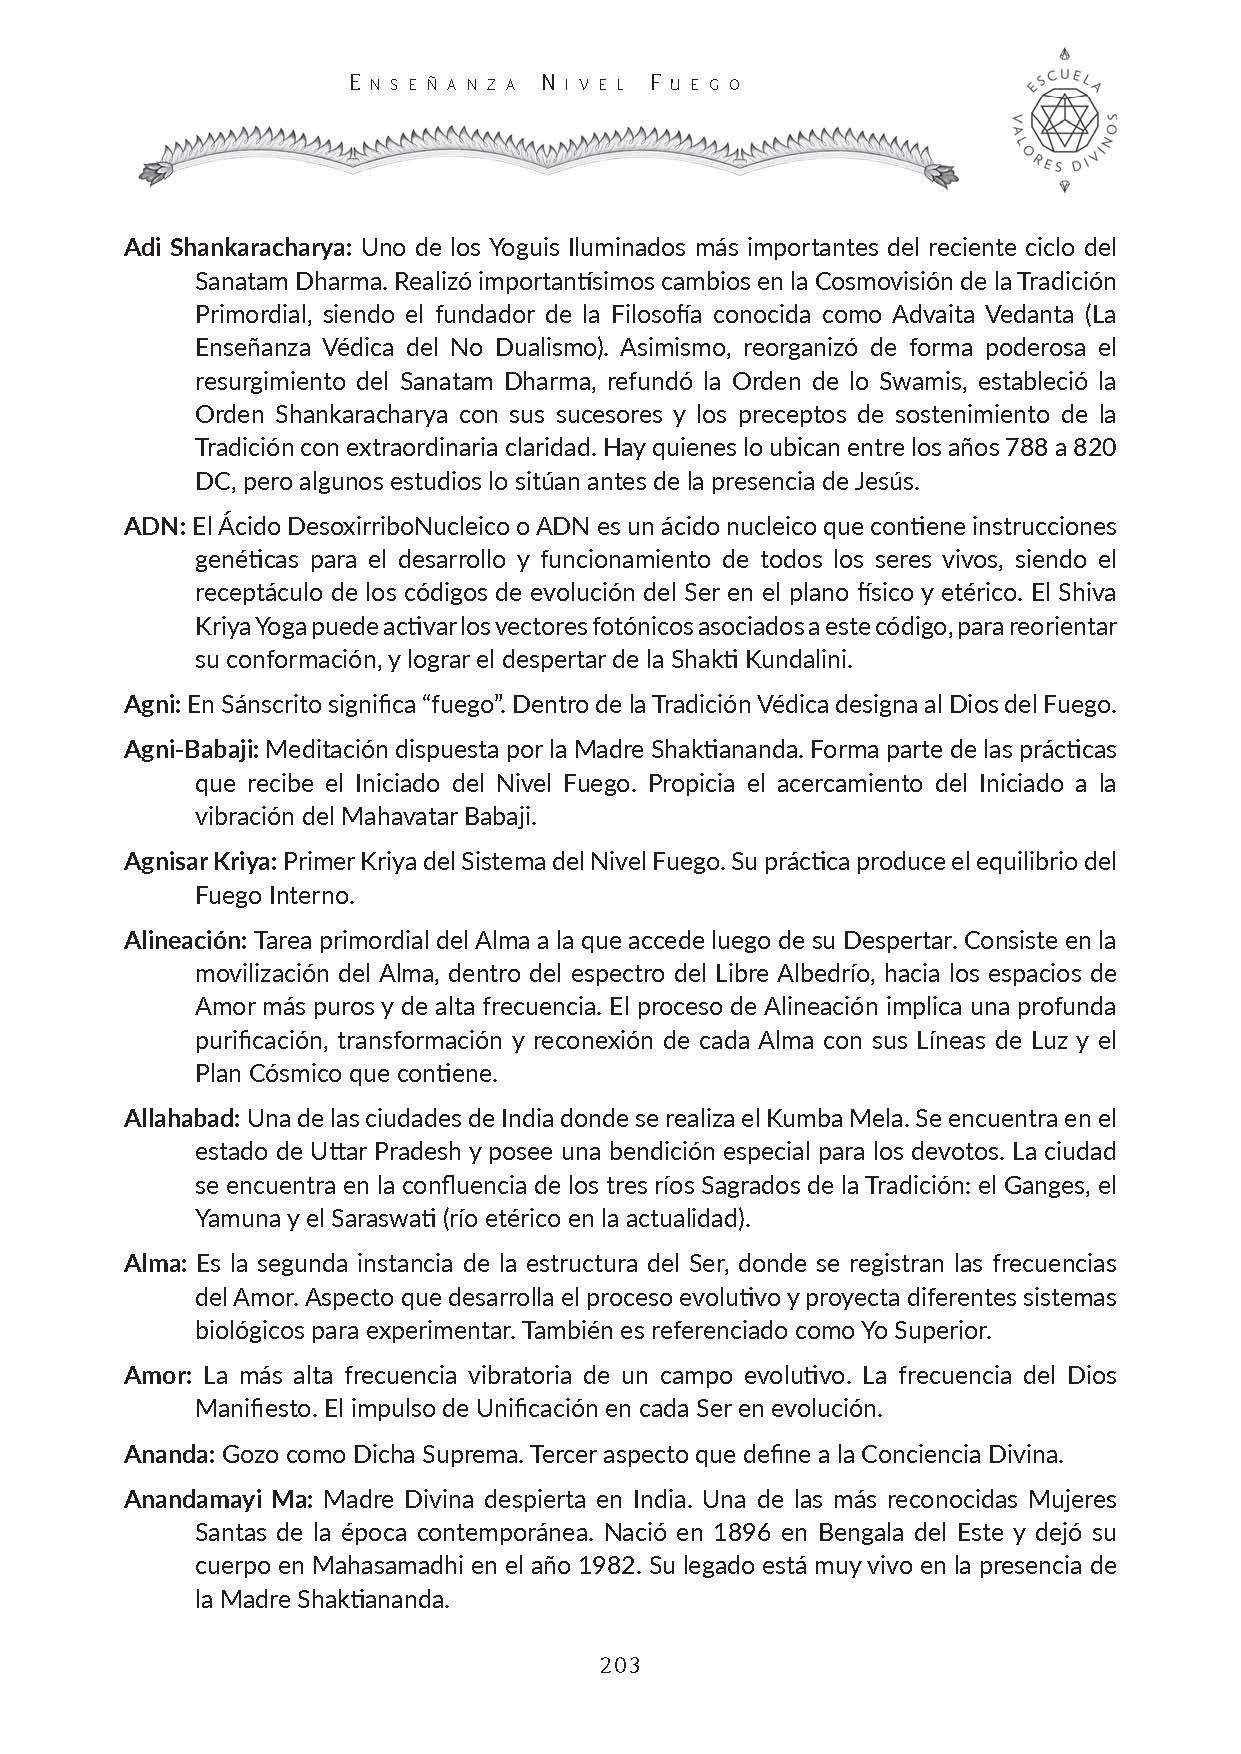 Enseñanza Nivel Fuego
ESCUELA
VALORES DIVINOS
Adi Shankaracharya: Uno de los Yoguis Iluminados más importantes del reciente ciclo del
Sanatam Dharma. Realizó importantísimos cambios en la Cosmovisión de la Tradición
Primordial, siendo el fundador de la Filosofía conocida como Advaita Vedanta (La
Enseñanza Védica del No Dualismo). Asimismo, reorganizó de forma poderosa el
resurgimiento del Sanatam Dharma, refundó la Orden de lo Swamis, estableció la
Orden Shankaracharya con sus sucesores y los preceptos de sostenimiento de la
Tradición con extraordinaria claridad. Hay quienes lo ubican entre los años 788 a 820
DC, pero algunos estudios lo sitúan antes de la presencia de Jesús.
ADN: El Ácido DesoxirriboNucleico o ADN es un ácido nucleico que contiene instrucciones
genéticas para el desarrollo y funcionamiento de todos los seres vivos, siendo el
receptáculo de los códigos de evolución del Ser en el plano físico y etérico. El Shiva
Kriya Yoga puede activar los vectores fotónicos asociados a este código, para reorientar
su conformación, y lograr el despertar de la Shakti Kundalini.
Agni: En Sánscrito significa “fuego”. Dentro de la Tradición Védica designa al Dios del Fuego.
Agni-Babaji: Meditación dispuesta por la Madre Shaktiananda. Forma parte de las prácticas
que recibe el Iniciado del Nivel Fuego. Propicia el acercamiento del Iniciado a la
vibración del Mahavatar Babaji.
Agnisar Kriya: Primer Kriya del Sistema del Nivel Fuego. Su práctica produce el equilibrio del
Fuego Interno.
Alineación: Tarea primordial del Alma a la que accede luego de su Despertar. Consiste en la
movilización del Alma, dentro del espectro del Libre Albedrío, hacia los espacios de
Amor más puros y de alta frecuencia. El proceso de Alineación implica una profunda
purificación, transformación y reconexión de cada Alma con sus Líneas de Luz y el
Plan Cósmico que contiene.
Allahabad: Una de las ciudades de India donde se realiza el Kumba Mela. Se encuentra en el
estado de Uttar Pradesh y posee una bendición especial para los devotos. La ciudad
se encuentra en la confluencia de los tres ríos Sagrados de la Tradición: el Ganges, el
Yamuna y el Saraswati (río etérico en la actualidad).
Alma: Es la segunda instancia de la estructura del Ser, donde se registran las frecuencias
del Amor. Aspecto que desarrolla el proceso evolutivo y proyecta diferentes sistemas
biológicos para experimentar. También es referenciado como Yo Superior.
Amor: La más alta frecuencia vibratoria de un campo evolutivo. La frecuencia del Dios
Manifiesto. El impulso de Unificación en cada Ser en evolución.
Ananda: Gozo como Dicha Suprema. Tercer aspecto que define a la Conciencia Divina.
Anandamayi Ma: Madre Divina despierta en India. Una de las más reconocidas Mujeres
Santas de la época contemporánea. Nació en 1896 en Bengala del Este y dejó su
cuerpo en Mahasamadhi en el año 1982. Su legado está muy vivo en la presencia de
la Madre Shaktiananda.
203